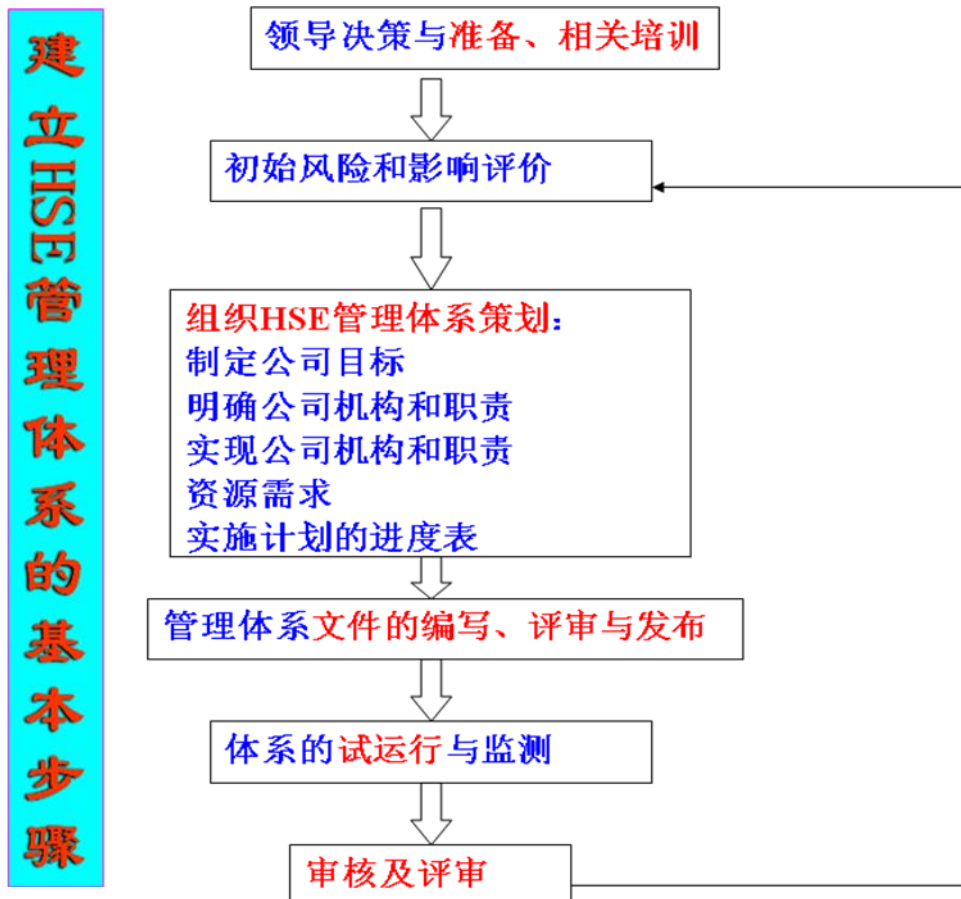 建立HSE管理体系的基本步骤
领导决策与准备、相关培训
初始风险和影响评价
组织HSE管理体系策划：
制定公司目标
明确公司机构和职责
实现公司机构和职责
资源需求
实施计划的进度表
管理体系文件的编写、评审与发布
体系的试运行与监测
审核及评审